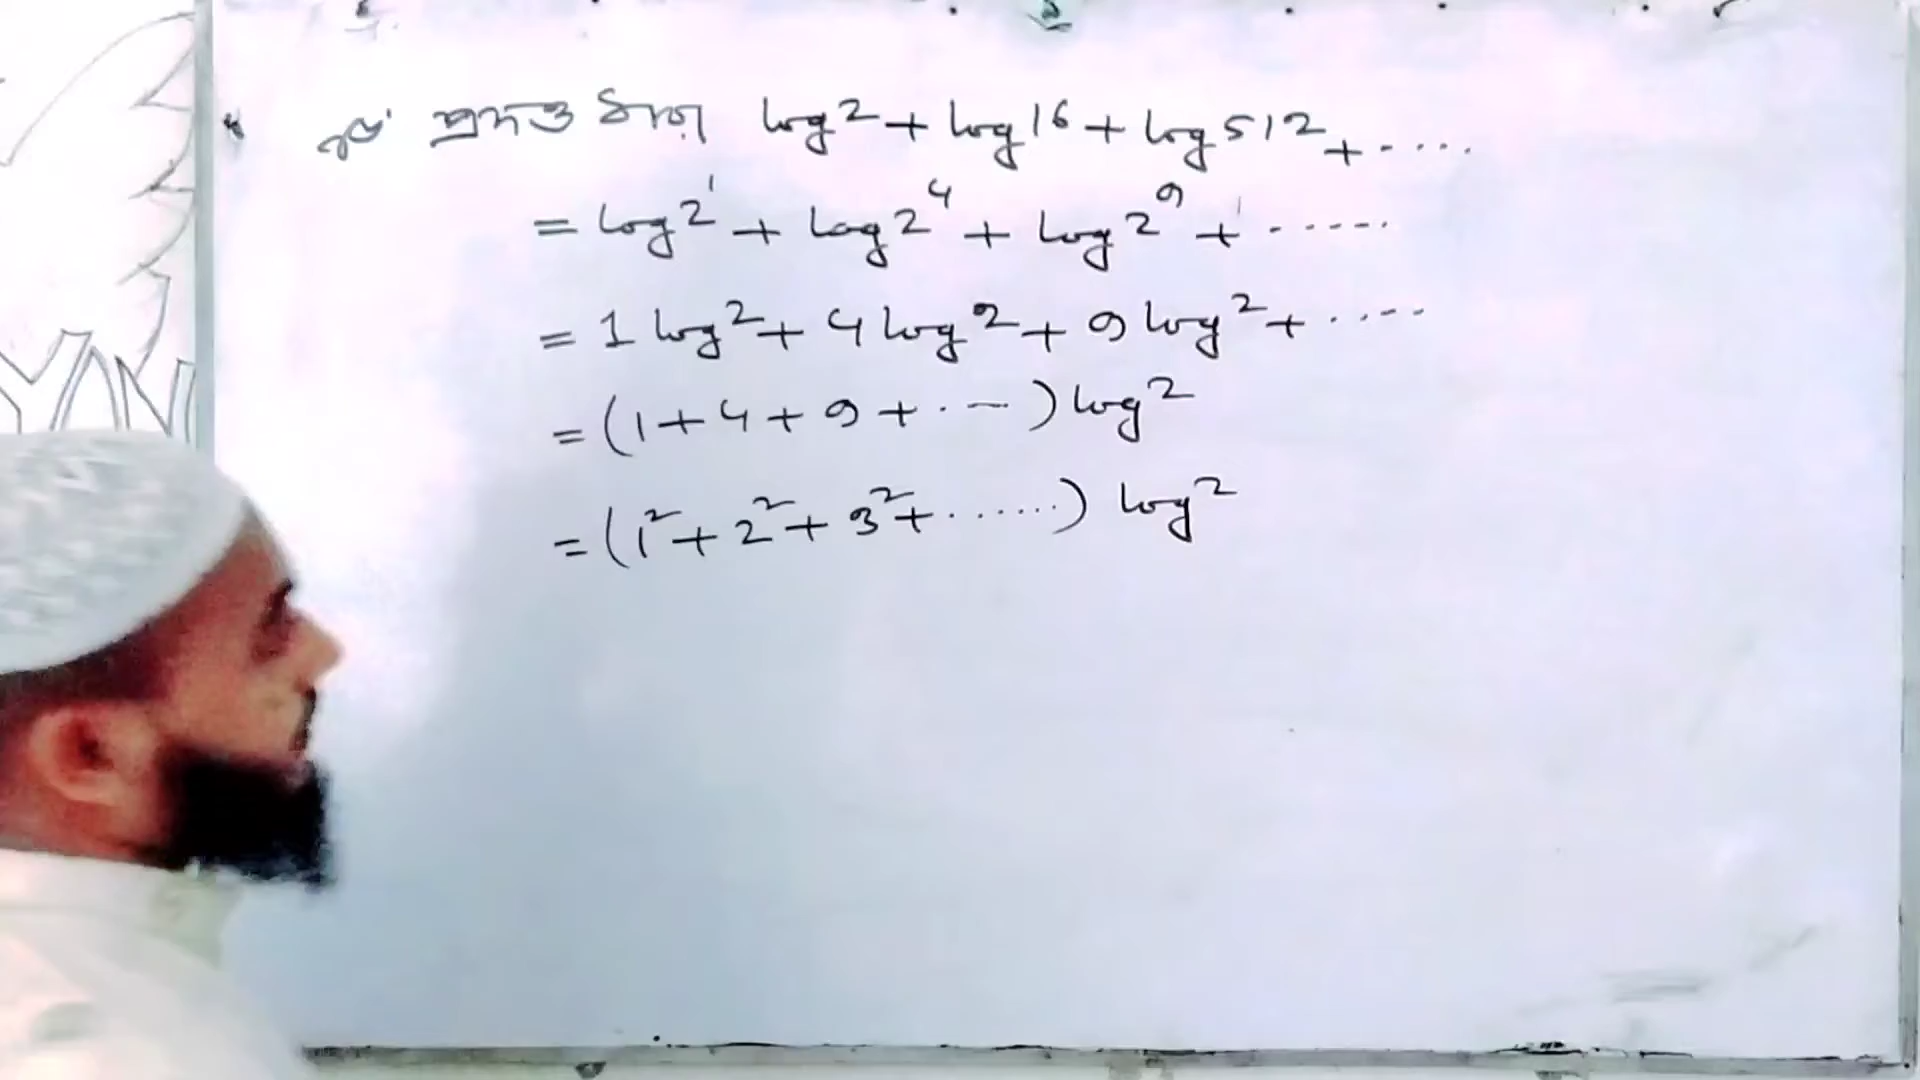 প্রদত্ত ধারা log2 + log16 + log512 + ....
= log2¹ + log2⁴ + log2⁹ + ......
= 1 log2 + 4 log2 + 9 log2 + ....
= (1 + 4 + 9 + ....) log2
= (1² + 2² + 3² + ......) log2